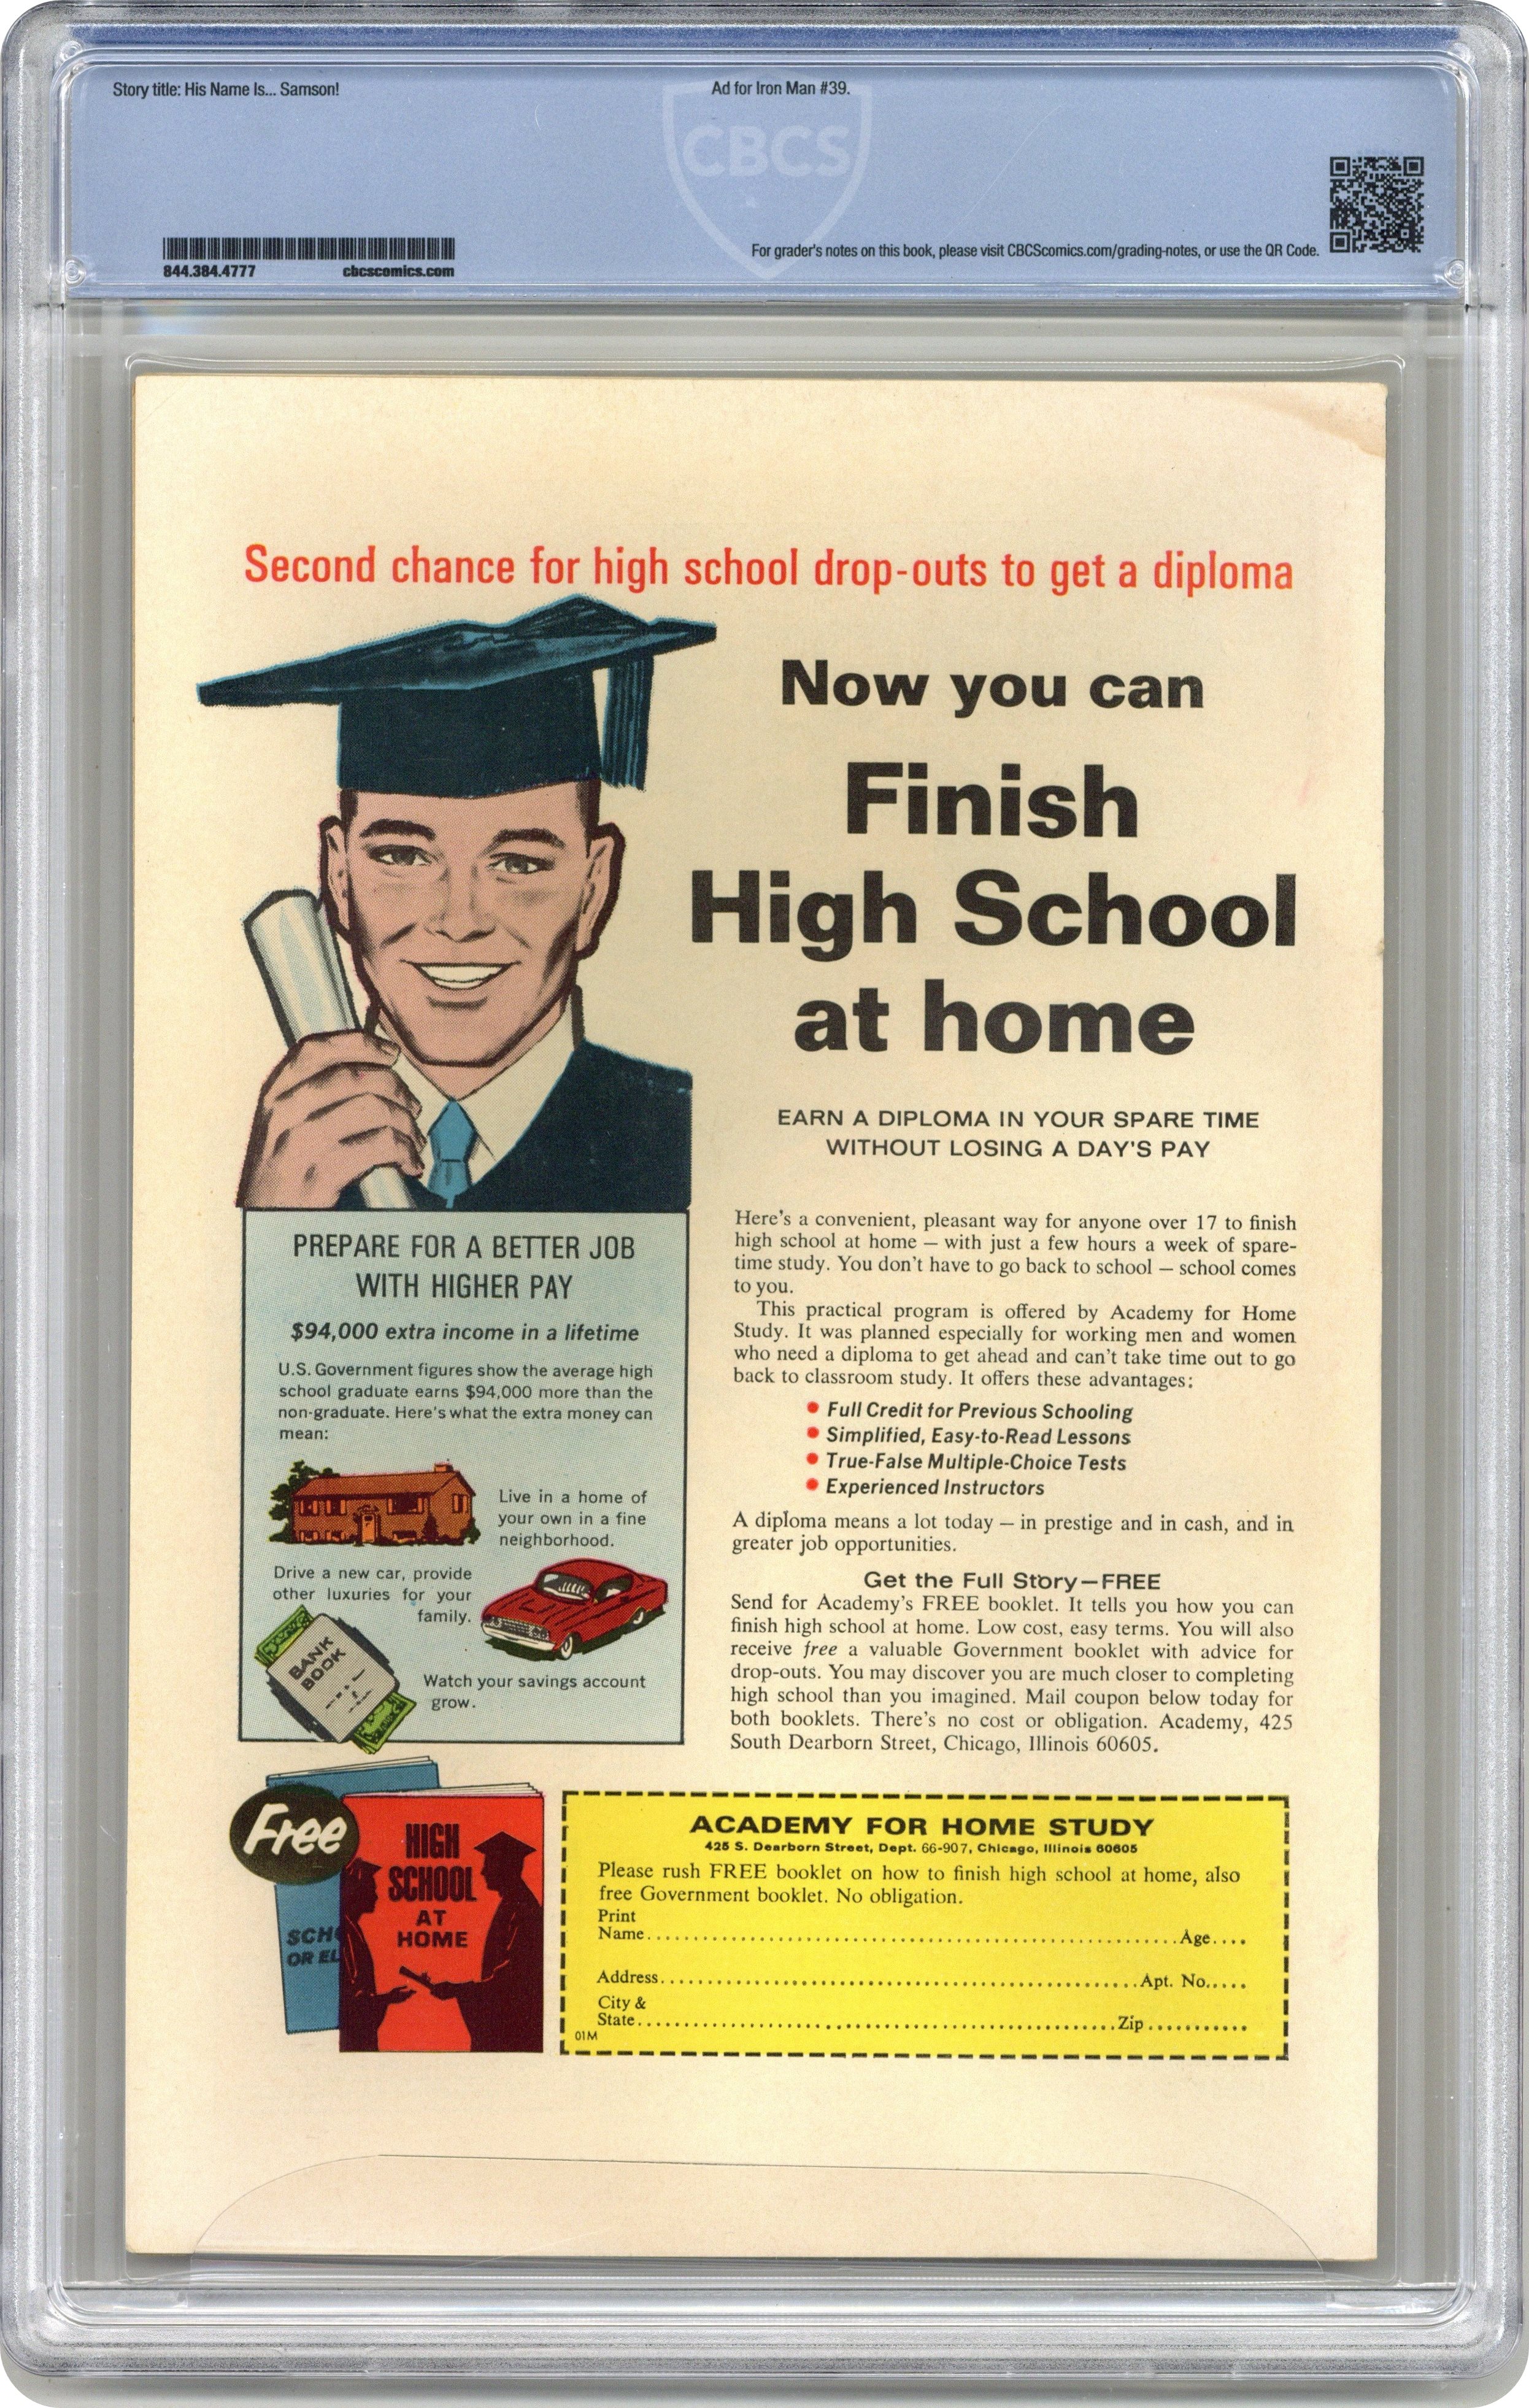 Story title: His Name Is... Samson!
Ad for Iron Man #39.
CBCS
844.384.4777 cbcscomics.com
For grader's notes on this book, please visit CBCScomics.com/grading-notes, or use the QR Code.
Second chance for high school drop-outs to get a diploma
Now you can
Finish
High School
at home
EARN A DIPLOMA IN YOUR SPARE TIME
WITHOUT LOSING A DAY'S PAY
PREPARE FOR A BETTER JOB
WITH HIGHER PAY
$94,000 extra income in a lifetime
U.S. Government figures show the average high
school graduate earns $94,000 more than the
non-graduate. Here's what the extra money can
mean:
Live in a home of
your own in a fine
neighborhood.
Drive a new car, provide
other luxuries for your
family.
BANK
BOOK
Watch your savings account
grow.
Here's a convenient, pleasant way for anyone over 17 to finish
high school at home — with just a few hours a week of spare-
time study. You don't have to go back to school — school comes
to you.
This practical program is offered by Academy for Home
Study. It was planned especially for working men and women
who need a diploma to get ahead and can't take time out to go
back to classroom study. It offers these advantages:
• Full Credit for Previous Schooling
• Simplified, Easy-to-Read Lessons
• True-False Multiple-Choice Tests
• Experienced Instructors
A diploma means a lot today — in prestige and in cash, and in
greater job opportunities.
Get the Full Story—FREE
Send for Academy's FREE booklet. It tells you how you can
finish high school at home. Low cost, easy terms. You will also
receive free a valuable Government booklet with advice for
drop-outs. You may discover you are much closer to completing
high school than you imagined. Mail coupon below today for
both booklets. There's no cost or obligation. Academy, 425
South Dearborn Street, Chicago, Illinois 60605.
Free
SCHO
OR EL
HIGH
SCHOOL
AT
HOME
ACADEMY FOR HOME STUDY
425 S. Dearborn Street, Dept. 66-907, Chicago, Illinois 60605
Please rush FREE booklet on how to finish high school at home, also
free Government booklet. No obligation.
Print
Name.....................................................Age....
Address.....................................................Apt. No.....
City &
State.....................................................Zip...........
01M